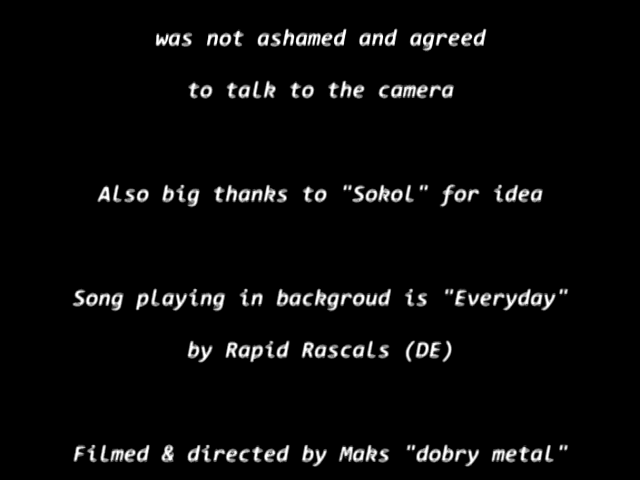 was not ashamed and agreed
to talk to the camera
Also big thanks to "Sokol" for idea
Song playing in backgroud is "Everyday"
by Rapid Rascals (DE)
Filmed & directed by Maks "dobry metal"